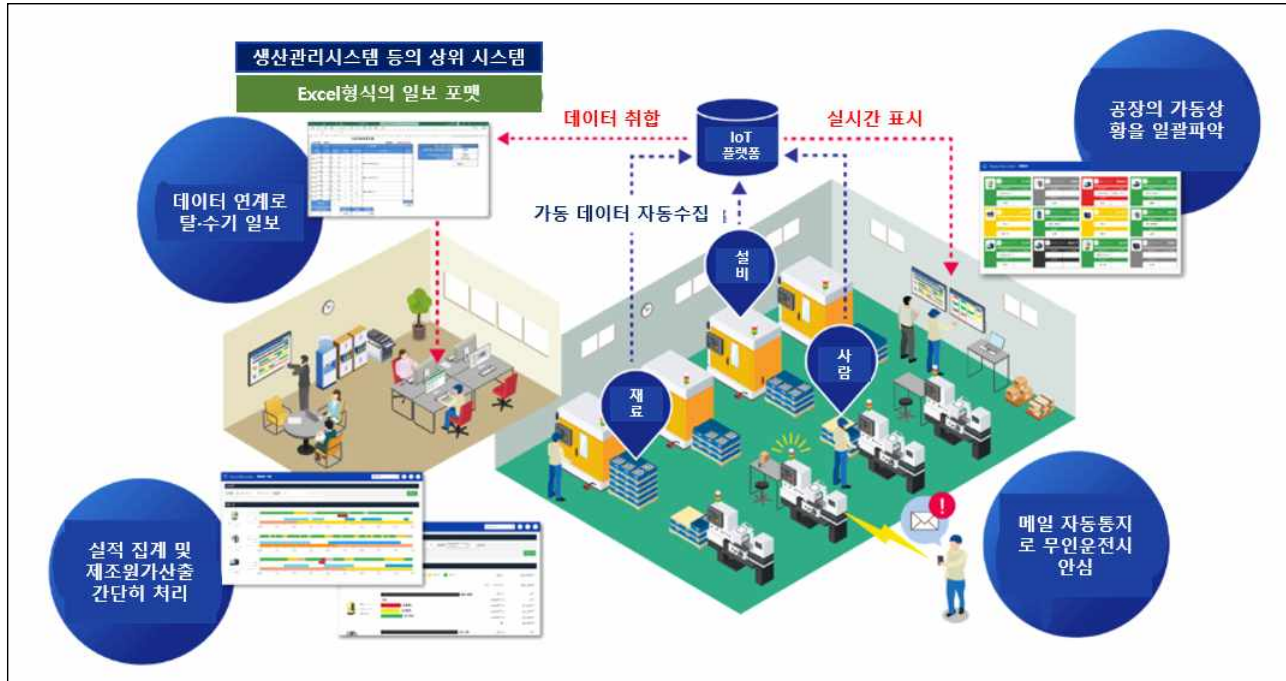 생산관리시스템 등의 상위 시스템
Excel형식의 일보 포맷
데이터 연계로
탈·수기 일보
데이터 취합
IoT
플랫폼
실시간 표시
공장의 가동상
황을 일괄파악
가동 데이터 자동수집
설
비
사
람
재
료
실적 집계 및
제조원가산출
간단히 처리
메일 자동통지
로 무인운전시
안심